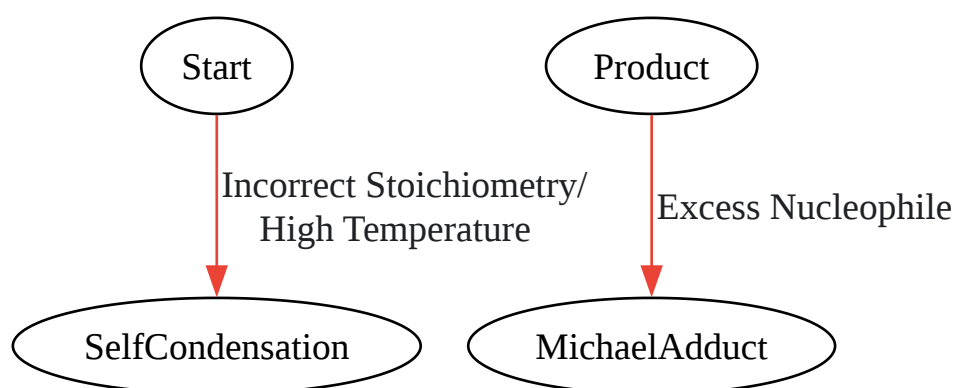 Start
Product
Incorrect Stoichiometry/
High Temperature
Excess Nucleophile
SelfCondensation
MichaelAdduct